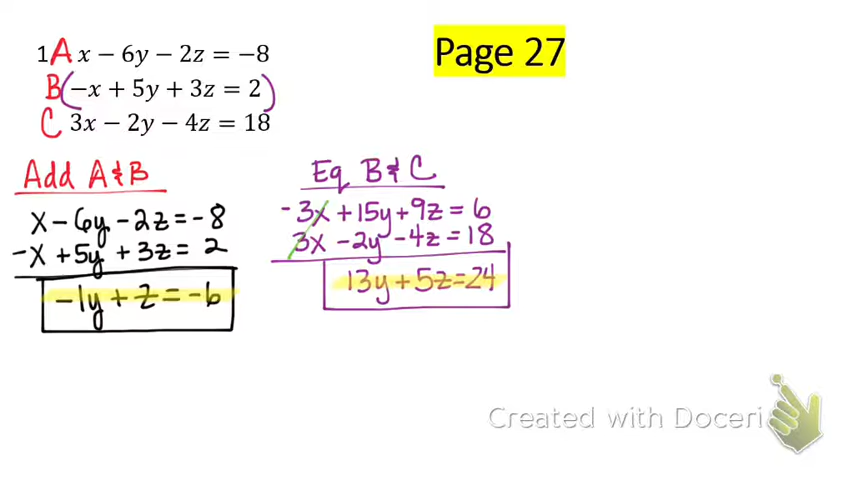 Page 27
1A x − 6y − 2z = −8
B(−x + 5y + 3z = 2)
C 3x − 2y − 4z = 18
Add A & B
x − 6y − 2z = −8
−x + 5y + 3z = 2
−1y + z = −6
Eq B & C
−3x + 15y + 9z = 6
3x − 2y − 4z = 18
13y + 5z = 24
Created with Doceri